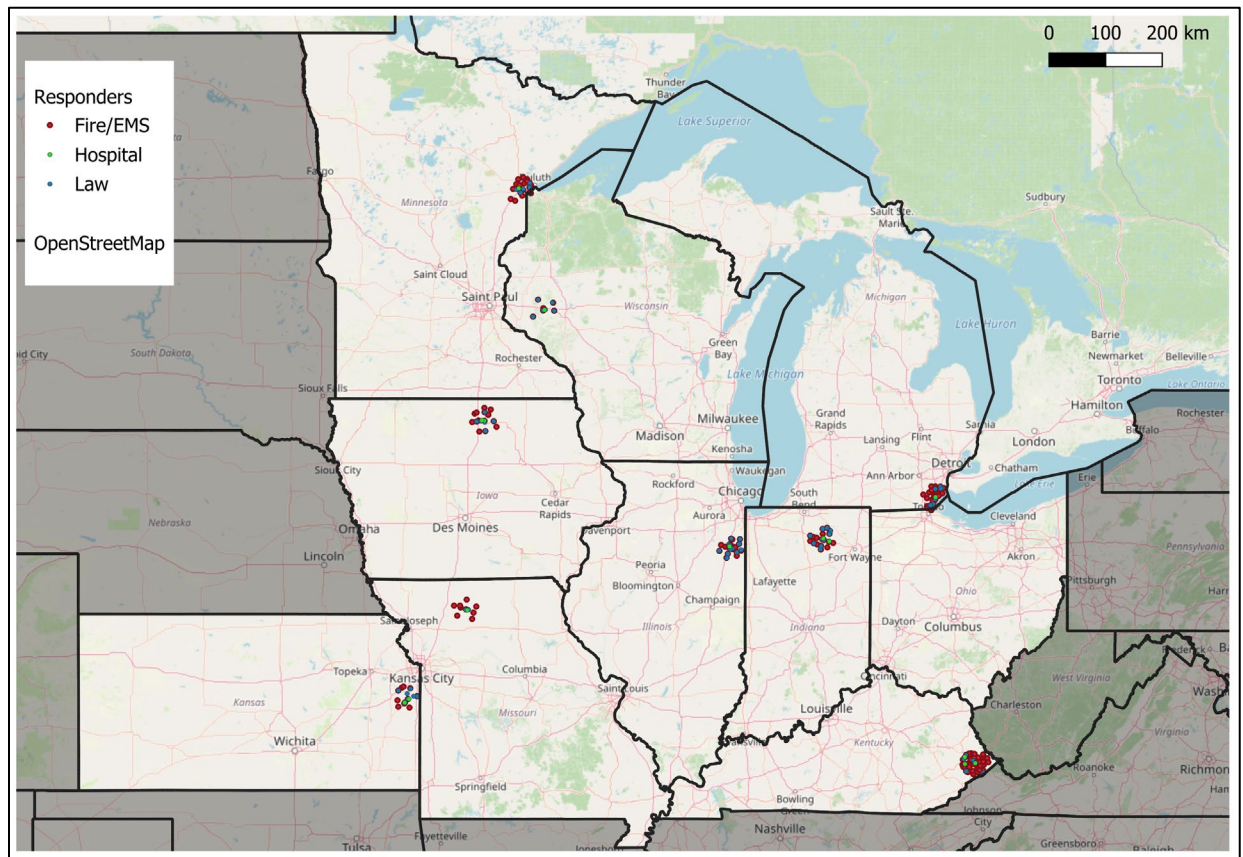 0 100 200 km
Responders
Fire/EMS
Hospital
Law
OpenStreetMap
Thunder
Bay
Lake Superior
Fargo
Minnesota
Sault Ste.
Marie
Sudbury
Saint Cloud
Saint Paul
Wisconsin
Michigan
Lake Huron
Barrie
Newmarket
Belleville
Toronto
Lake Ontario
Hamilton
Rochester
Buffalo
South Dakota
Rochester
Green
Bay
Lake Michigan
Sioux Falls
Grand
Rapids
Milwaukee
Madison
Kenosha
Waukegan
Lansing
Flint
Sarnia
London
Ann Arbor
Detroit
Chatham
Lake Erie
Erie
Sioux City
Iowa
Cedar
Rapids
Rockford
Chicago
Aurora
South
Bend
Cleveland
Nebraska
Omaha
Des Moines
Lincoln
Peoria
Bloomington
Champaign
Lafayette
Fort Wayne
Akron
Pennsylvania
Pittsburgh
Ohio
Columbus
Dayton
Illinois
Indiana
Saint Joseph
Topeka
Kansas City
Columbia
Kansas
Missouri
Saint Louis
Cincinnati
Louisville
West Virginia
Charleston
Frederick
Virginia
Wichita
Kentucky
Roanoke
Richmond
Springfield
Bowling
Green
Johnson
City
Nashville
Fayetteville
Tulsa
Jonesboro
Greensboro
Raleigh